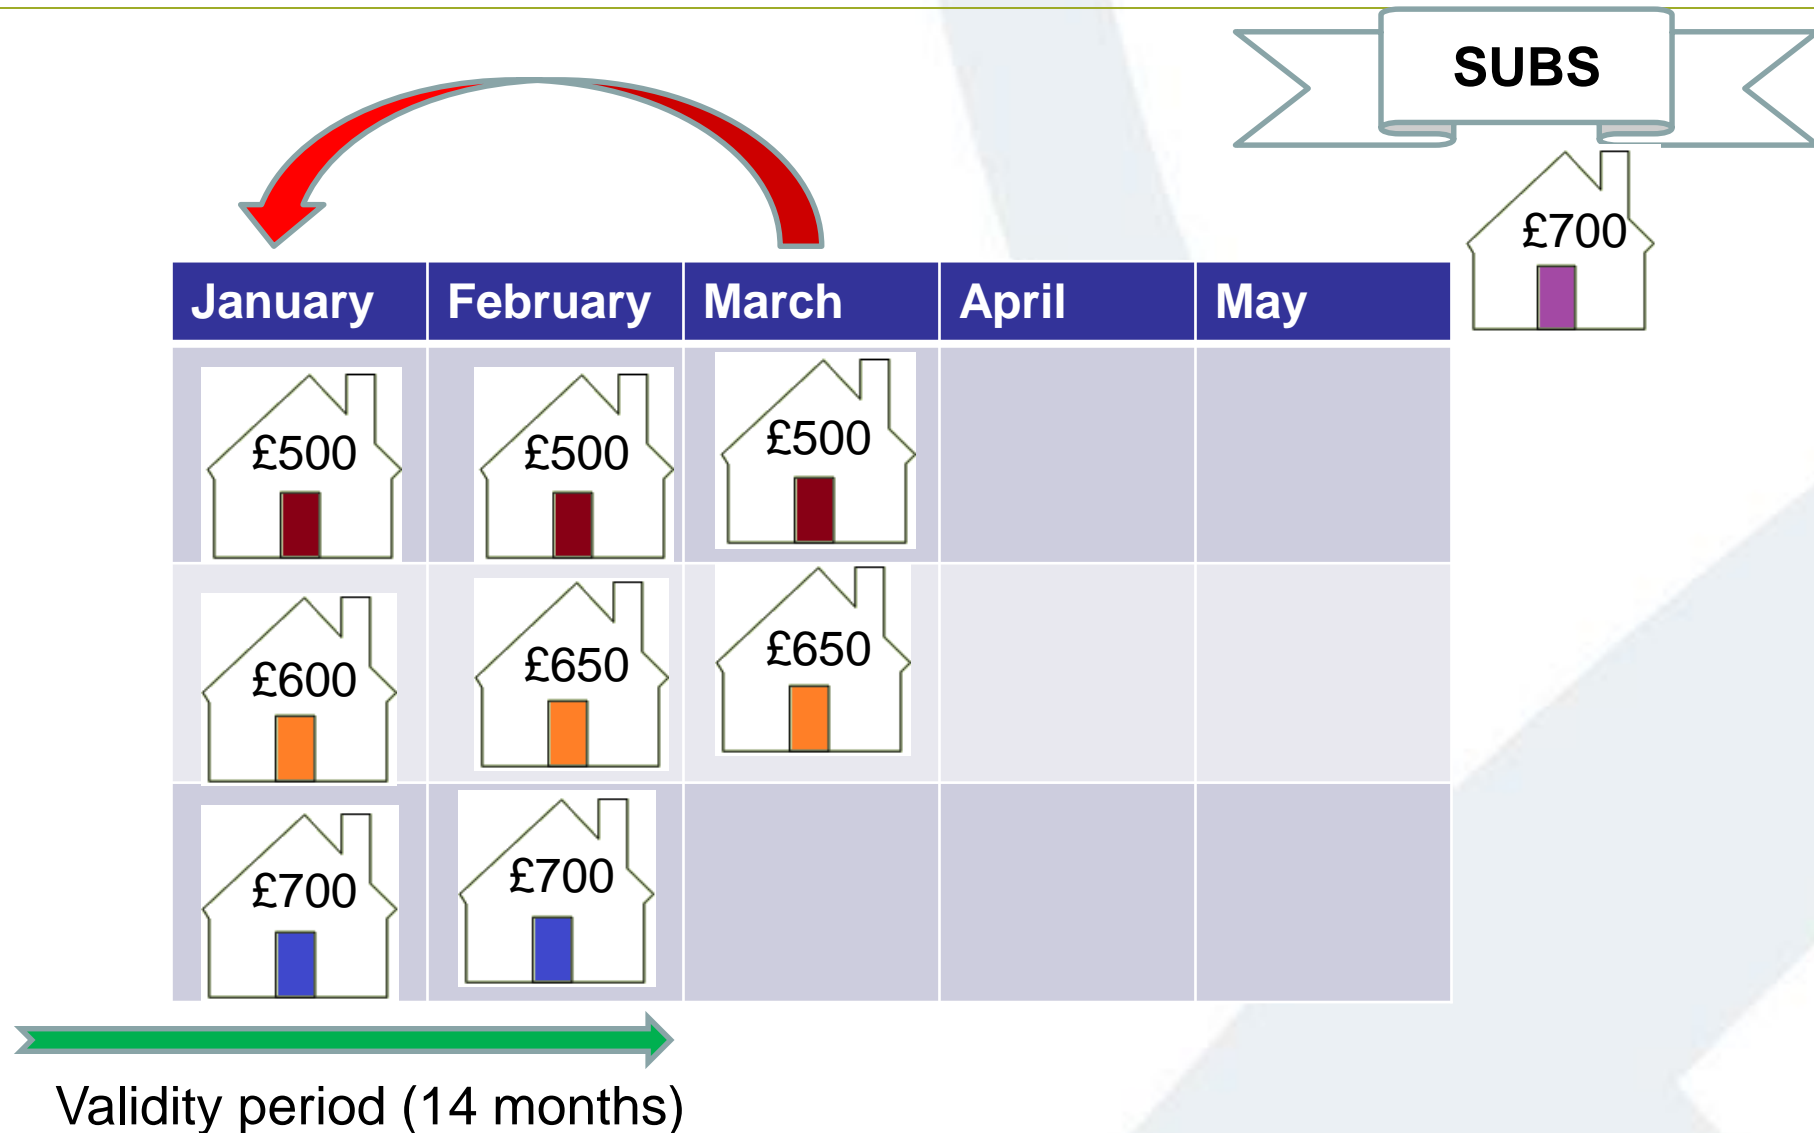 SUBS
£700
January February March April May
£500 £500 £500
£600 £650 £650
£700 £700
Validity period (14 months)